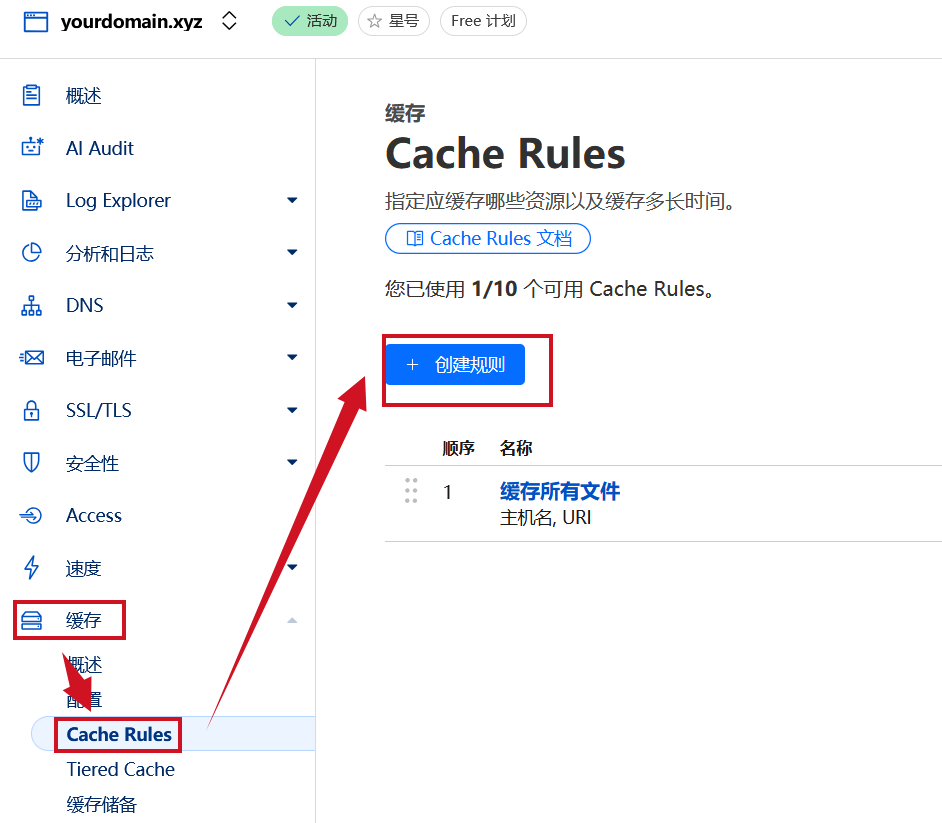 yourdomain.xyz
活动
星号
Free 计划
概述
AI Audit
Log Explorer
分析和日志
DNS
电子邮件
SSL/TLS
安全性
Access
速度
缓存
概述
配置
Cache Rules
Tiered Cache
缓存储备
缓存
Cache Rules
指定应缓存哪些资源以及缓存多长时间。
Cache Rules 文档
您已使用 1/10 个可用 Cache Rules。
+ 创建规则
顺序 名称
1 缓存所有文件
主机名, URI